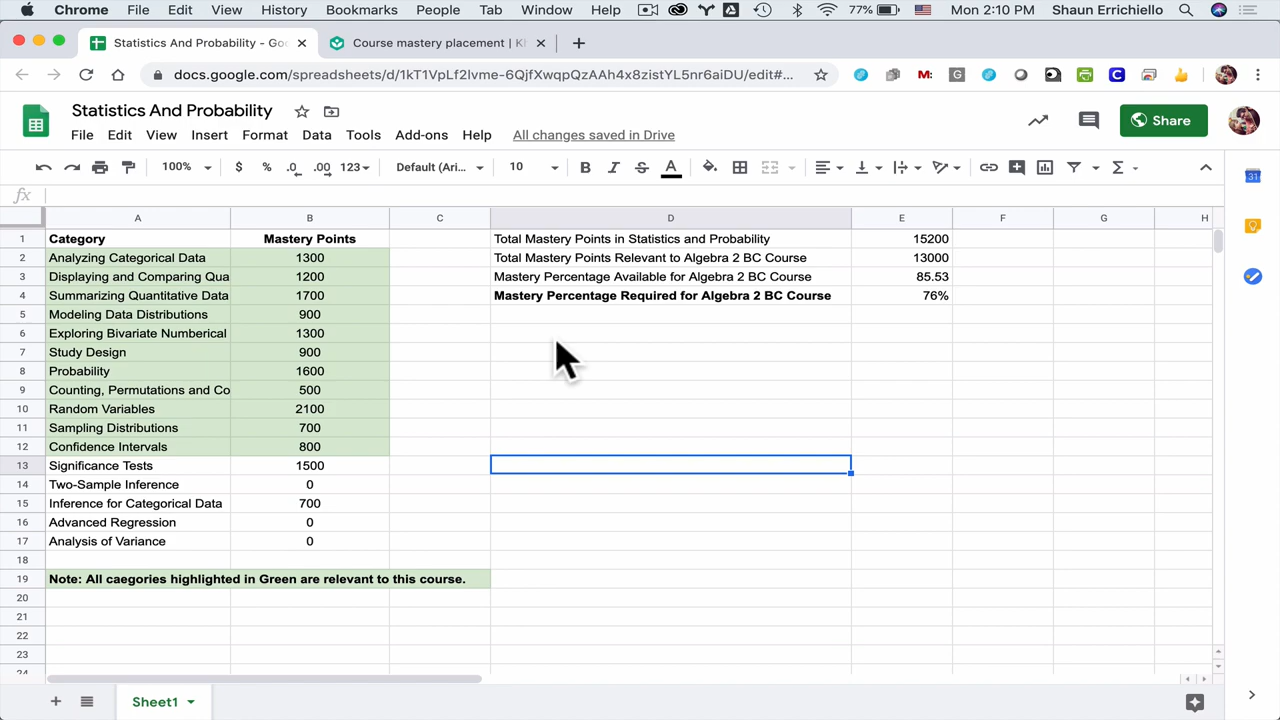 Chrome File Edit View History Bookmarks People Tab Window Help 77% Mon 2:10 PM Shaun Errichiello
Statistics And Probability - Goo
Course mastery placement | Kh
docs.google.com/spreadsheets/d/1kT1VpLf2lvme-6QjfXwqpQzAAh4x8zistYL5nr6aiDU/edit#...
Statistics And Probability
File Edit View Insert Format Data Tools Add-ons Help All changes saved in Drive
Share
100% $ % .0 .00 123 Default (Ari... 10 B I S A
fx
A B C D E F G H
1 Category Mastery Points Total Mastery Points in Statistics and Probability 15200
2 Analyzing Categorical Data 1300 Total Mastery Points Relevant to Algebra 2 BC Course 13000
3 Displaying and Comparing Qua 1200 Mastery Percentage Available for Algebra 2 BC Course 85.53
4 Summarizing Quantitative Data 1700 Mastery Percentage Required for Algebra 2 BC Course 76%
5 Modeling Data Distributions 900
6 Exploring Bivariate Numberical 1300
7 Study Design 900
8 Probability 1600
9 Counting, Permutations and Co 500
10 Random Variables 2100
11 Sampling Distributions 700
12 Confidence Intervals 800
13 Significance Tests 1500
14 Two-Sample Inference 0
15 Inference for Categorical Data 700
16 Advanced Regression 0
17 Analysis of Variance 0
18
19 Note: All caegories highlighted in Green are relevant to this course.
20
21
22
23
24
Sheet1